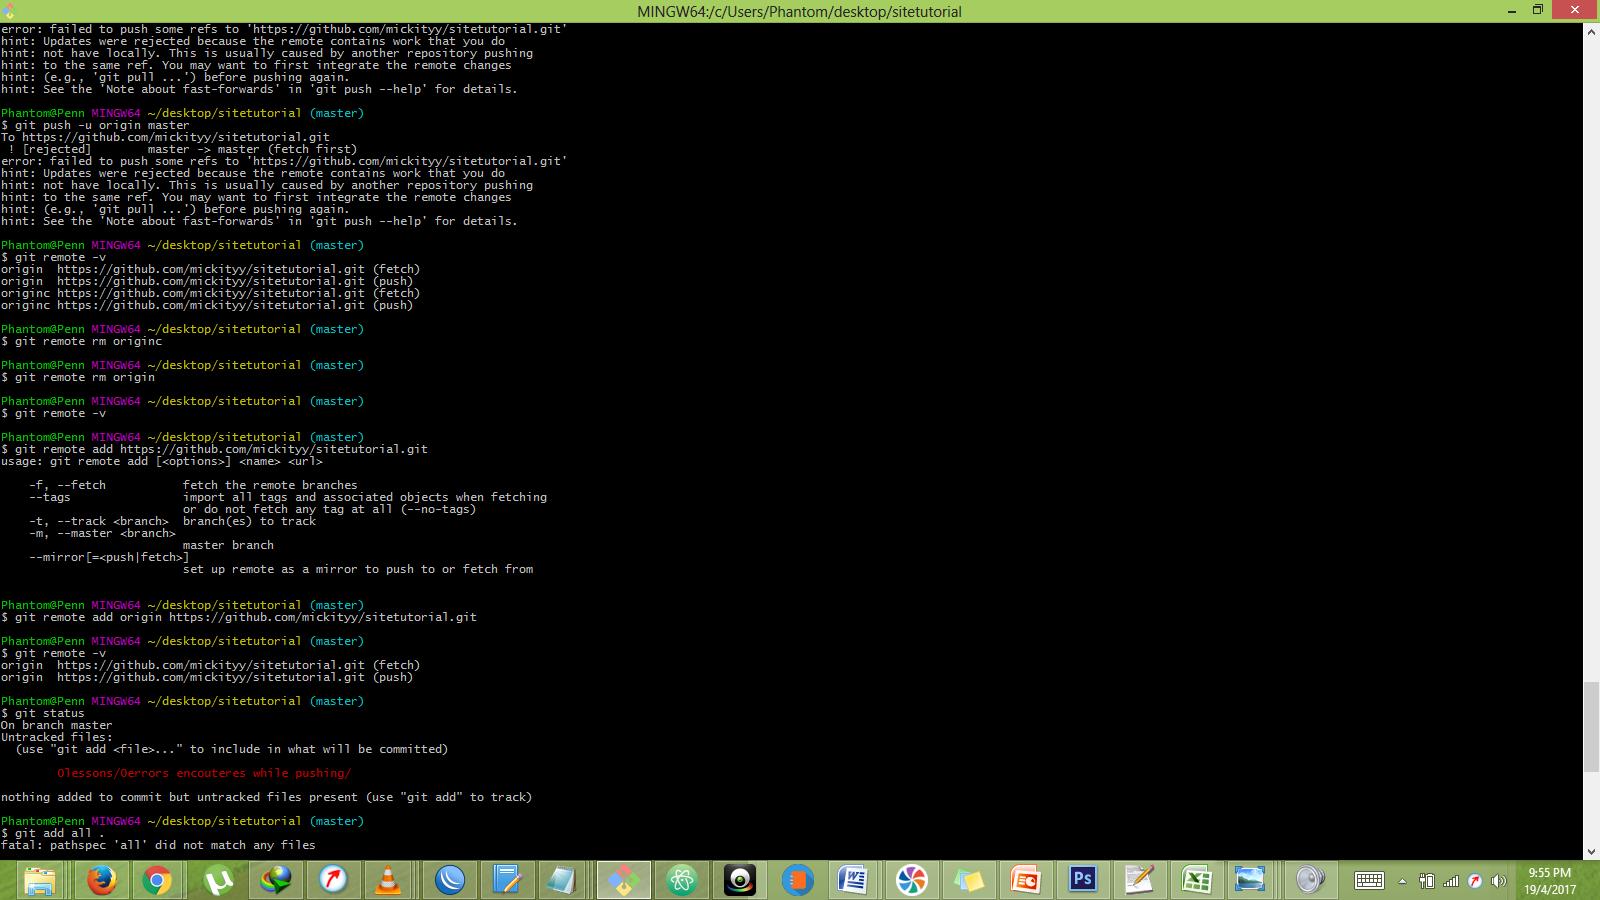 MINGW64:/c/Users/Phantom/desktop/sitetutorial
error: failed to push some refs to 'https://github.com/mickityy/sitetutorial.git'
hint: Updates were rejected because the remote contains work that you do
hint: not have locally. This is usually caused by another repository pushing
hint: to the same ref. You may want to first integrate the remote changes
hint: (e.g., 'git pull ...') before pushing again.
hint: See the 'Note about fast-forwards' in 'git push --help' for details.
Phantom@Penn MINGW64 ~/desktop/sitetutorial (master)
$ git push -u origin master
To https://github.com/mickityy/sitetutorial.git
! [rejected] master -> master (fetch first)
error: failed to push some refs to 'https://github.com/mickityy/sitetutorial.git'
hint: Updates were rejected because the remote contains work that you do
hint: not have locally. This is usually caused by another repository pushing
hint: to the same ref. You may want to first integrate the remote changes
hint: (e.g., 'git pull ...') before pushing again.
hint: See the 'Note about fast-forwards' in 'git push --help' for details.
Phantom@Penn MINGW64 ~/desktop/sitetutorial (master)
$ git remote -v
origin https://github.com/mickityy/sitetutorial.git (fetch)
origin https://github.com/mickityy/sitetutorial.git (push)
originc https://github.com/mickityy/sitetutorial.git (fetch)
originc https://github.com/mickityy/sitetutorial.git (push)
Phantom@Penn MINGW64 ~/desktop/sitetutorial (master)
$ git remote rm originc
Phantom@Penn MINGW64 ~/desktop/sitetutorial (master)
$ git remote rm origin
Phantom@Penn MINGW64 ~/desktop/sitetutorial (master)
$ git remote -v
Phantom@Penn MINGW64 ~/desktop/sitetutorial (master)
$ git remote add https://github.com/mickityy/sitetutorial.git
usage: git remote add [<options>] <name> <url>
-f, --fetch fetch the remote branches
--tags import all tags and associated objects when fetching
or do not fetch any tag at all (--no-tags)
-t, --track <branch> branch(es) to track
-m, --master <branch>
master branch
--mirror[=<push|fetch>]
set up remote as a mirror to push to or fetch from
Phantom@Penn MINGW64 ~/desktop/sitetutorial (master)
$ git remote add origin https://github.com/mickityy/sitetutorial.git
Phantom@Penn MINGW64 ~/desktop/sitetutorial (master)
$ git remote -v
origin https://github.com/mickityy/sitetutorial.git (fetch)
origin https://github.com/mickityy/sitetutorial.git (push)
Phantom@Penn MINGW64 ~/desktop/sitetutorial (master)
$ git status
On branch master
Untracked files:
(use "git add <file>..." to include in what will be committed)
Olessons/Oerrors encouteres while pushing/
nothing added to commit but untracked files present (use "git add" to track)
Phantom@Penn MINGW64 ~/desktop/sitetutorial (master)
$ git add all .
fatal: pathspec 'all' did not match any files
9:55 PM
19/4/2017